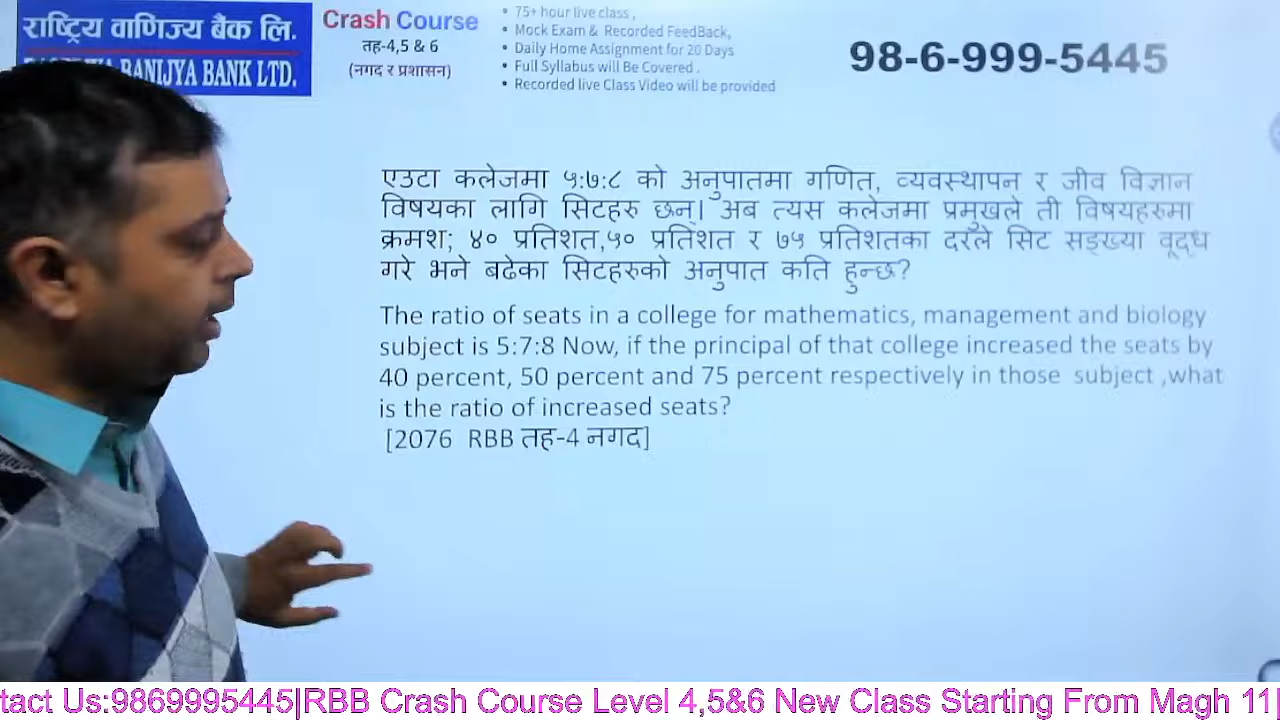 राष्ट्रिय वाणिज्य बैंक लि.
BANIJYA BANK LTD.
Crash Course
तह-४,5 & 6
(नगद र प्रशासन)
• 75+ hour live class ,
• Mock Exam & Recorded FeedBack,
• Daily Home Assignment for 20 Days
• Full Syllabus will Be Covered .
• Recorded live Class Video will be provided
98-6-999-5445
एउटा कलेजमा ५:७:८ को अनुपातमा गणित, व्यवस्थापन र जीव विज्ञान
विषयका लागि सिटहरु छन्। अब त्यस कलेजमा प्रमुखले ती विषयहरुमा
क्रमश; ४० प्रतिशत,५० प्रतिशत र ७५ प्रतिशतका दरले सिट सङ्ख्या वृद्ध
गरे भने बढेका सिटहरुको अनुपात कति हुन्छ?
The ratio of seats in a college for mathematics, management and biology
subject is 5:7:8 Now, if the principal of that college increased the seats by
40 percent, 50 percent and 75 percent respectively in those subject ,what
is the ratio of increased seats?
[2076 RBB तह-4 नगद]
tact Us:9869995445|RBB Crash Course Level 4,5&6 New Class Starting From Magh 11|